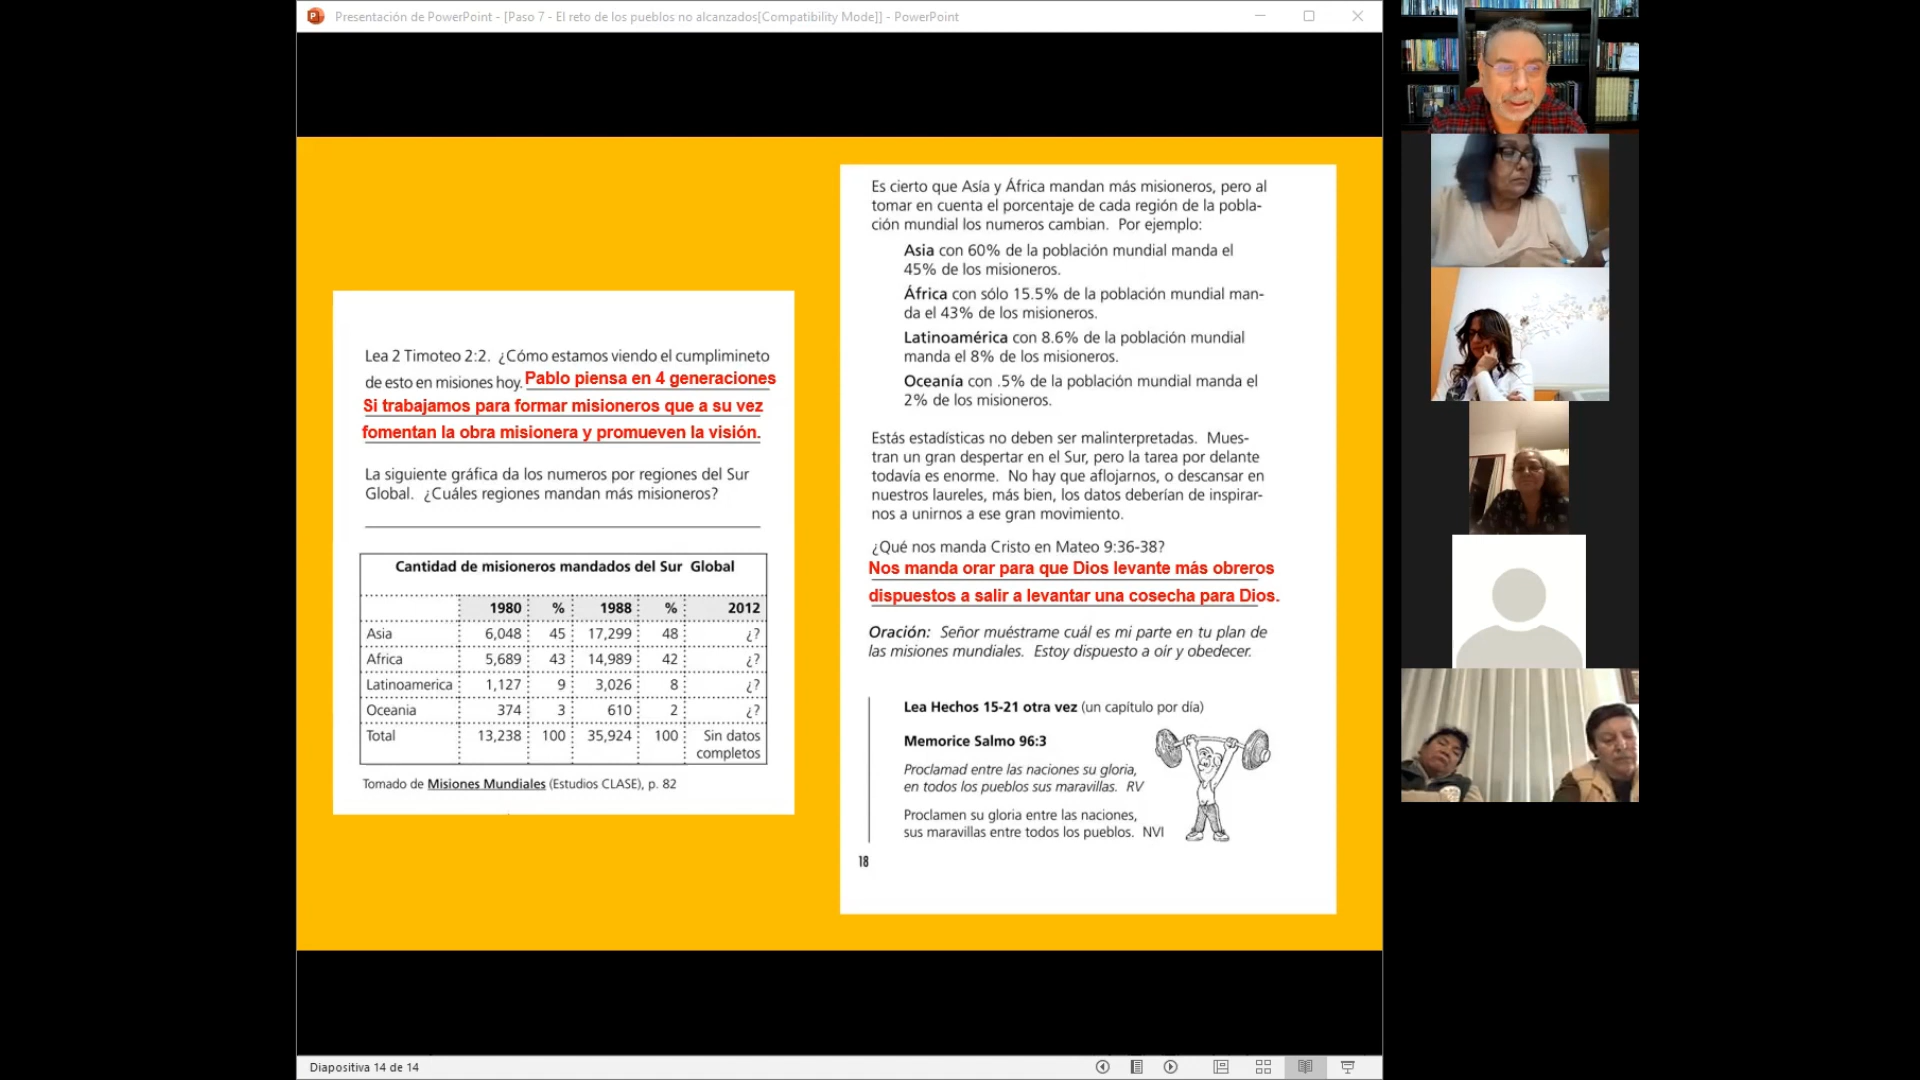 Presentación de PowerPoint - [Paso 7 - El reto de los pueblos no alcanzados[Compatibility Mode]] - PowerPoint
Lea 2 Timoteo 2:2. ¿Cómo estamos viendo el cumplimineto
de esto en misiones hoy. Pablo piensa en 4 generaciones
Si trabajamos para formar misioneros que a su vez
fomentan la obra misionera y promueven la visión.
La siguiente gráfica da los numeros por regiones del Sur
Global. ¿Cuáles regiones mandan más misioneros?
Cantidad de misioneros mandados del Sur Global
1980 % 1988 % 2012
Asia 6,048 45 17,299 48 ¿?
Africa 5,689 43 14,989 42 ¿?
Latinoamerica 1,127 9 3,026 8 ¿?
Oceania 374 3 610 2 ¿?
Total 13,238 100 35,924 100 Sin datos
completos
Tomado de Misiones Mundiales (Estudios CLASE), p. 82
Es cierto que Asía y África mandan más misioneros, pero al
tomar en cuenta el porcentaje de cada región de la pobla-
ción mundial los numeros cambian. Por ejemplo:
Asia con 60% de la población mundial manda el
45% de los misioneros.
África con sólo 15.5% de la población mundial man-
da el 43% de los misioneros.
Latinoamérica con 8.6% de la población mundial
manda el 8% de los misioneros.
Oceanía con .5% de la población mundial manda el
2% de los misioneros.
Estás estadísticas no deben ser malinterpretadas. Mues-
tran un gran despertar en el Sur, pero la tarea por delante
todavía es enorme. No hay que aflojarnos, o descansar en
nuestros laureles, más bien, los datos deberían de inspirar-
nos a unirnos a ese gran movimiento.
¿Qué nos manda Cristo en Mateo 9:36-38?
Nos manda orar para que Dios levante más obreros
dispuestos a salir a levantar una cosecha para Dios.
Oración: Señor muéstrame cuál es mi parte en tu plan de
las misiones mundiales. Estoy dispuesto a oír y obedecer.
Lea Hechos 15-21 otra vez (un capítulo por día)
Memorice Salmo 96:3
Proclamad entre las naciones su gloria,
en todos los pueblos sus maravillas. RV
Proclamen su gloria entre las naciones,
sus maravillas entre todos los pueblos. NVI
18
Diapositiva 14 de 14